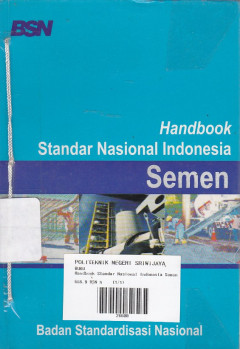 BSN
Handbook
Standar Nasional Indonesia
Semen
POLITEKNIK NEGERI SRIWIJAYA
Handbook Standar Nasional Indonesia Semen
Badan Standardisasi Nasional